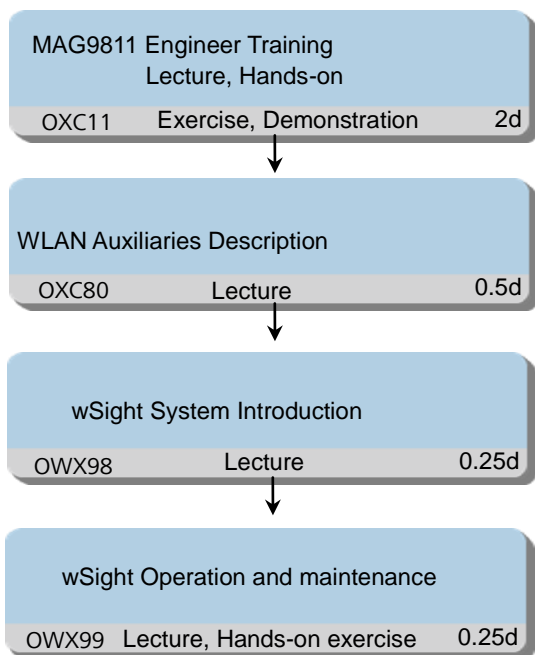 MAG9811 Engineer Training
Lecture, Hands-on
OXC11 Exercise, Demonstration 2d
WLAN Auxiliaries Description
OXC80 Lecture 0.5d
wSight System Introduction
OWX98 Lecture 0.25d
wSight Operation and maintenance
OWX99 Lecture, Hands-on exercise 0.25d